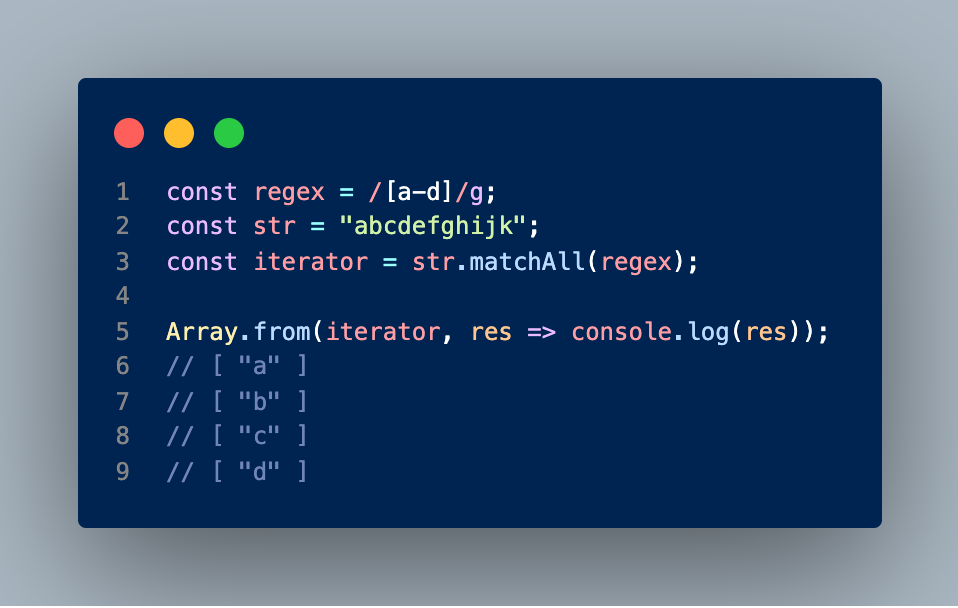 1 const regex = /[a-d]/g;
2 const str = "abcdefghijk";
3 const iterator = str.matchAll(regex);
4
5 Array.from(iterator, res => console.log(res));
6 // [ "a" ]
7 // [ "b" ]
8 // [ "c" ]
9 // [ "d" ]